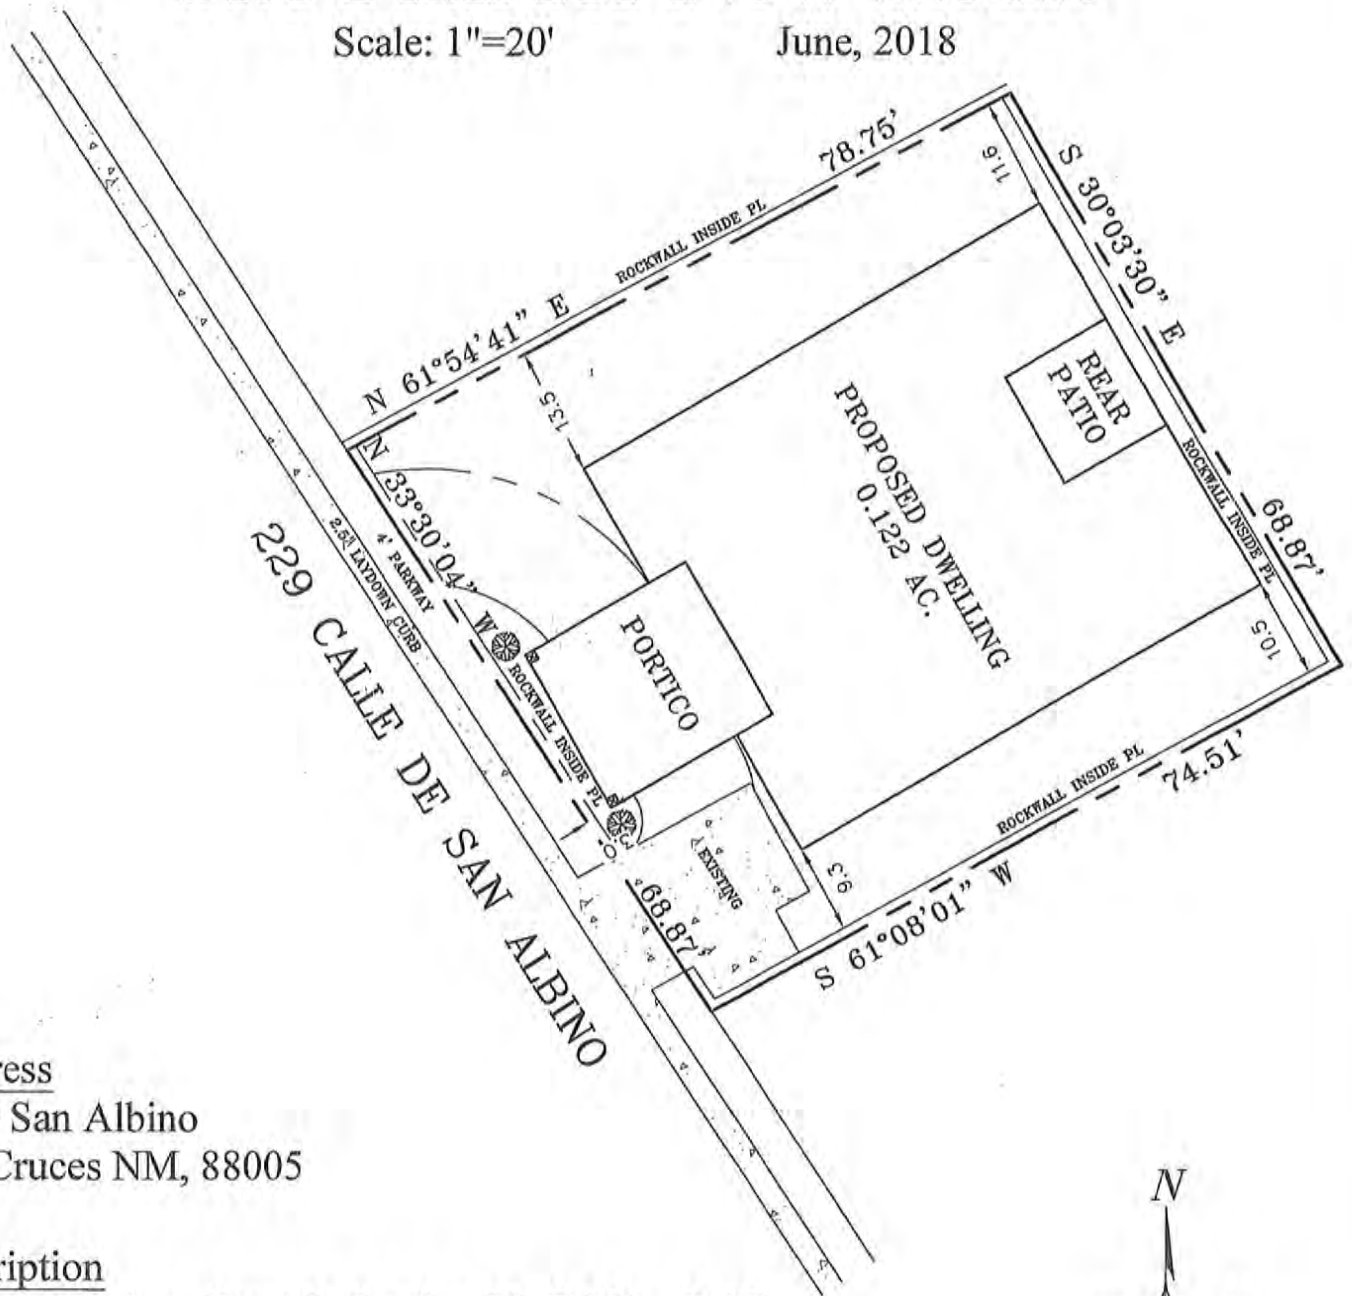 Scale: 1"=20'
June, 2018
78.75'
11.6
S 30°03'30" E
ROCKWALL INSIDE PL
N 61°54'41" E
13.5
REAR
PATIO
PROPOSED DWELLING
0.122 AC.
ROCKWALL INSIDE PL
68.87'
N 33°30'04" W
4' PARKWAY
2.5' LAYDOWN CURB
229 CALLE DE SAN ALBINO
PORTICO
ROCKWALL INSIDE PL
10.5
74.51'
ROCKWALL INSIDE PL
EXISTING
9.3
68.87'
S 61°08'01" W
ress
San Albino
Cruces NM, 88005
N
ription